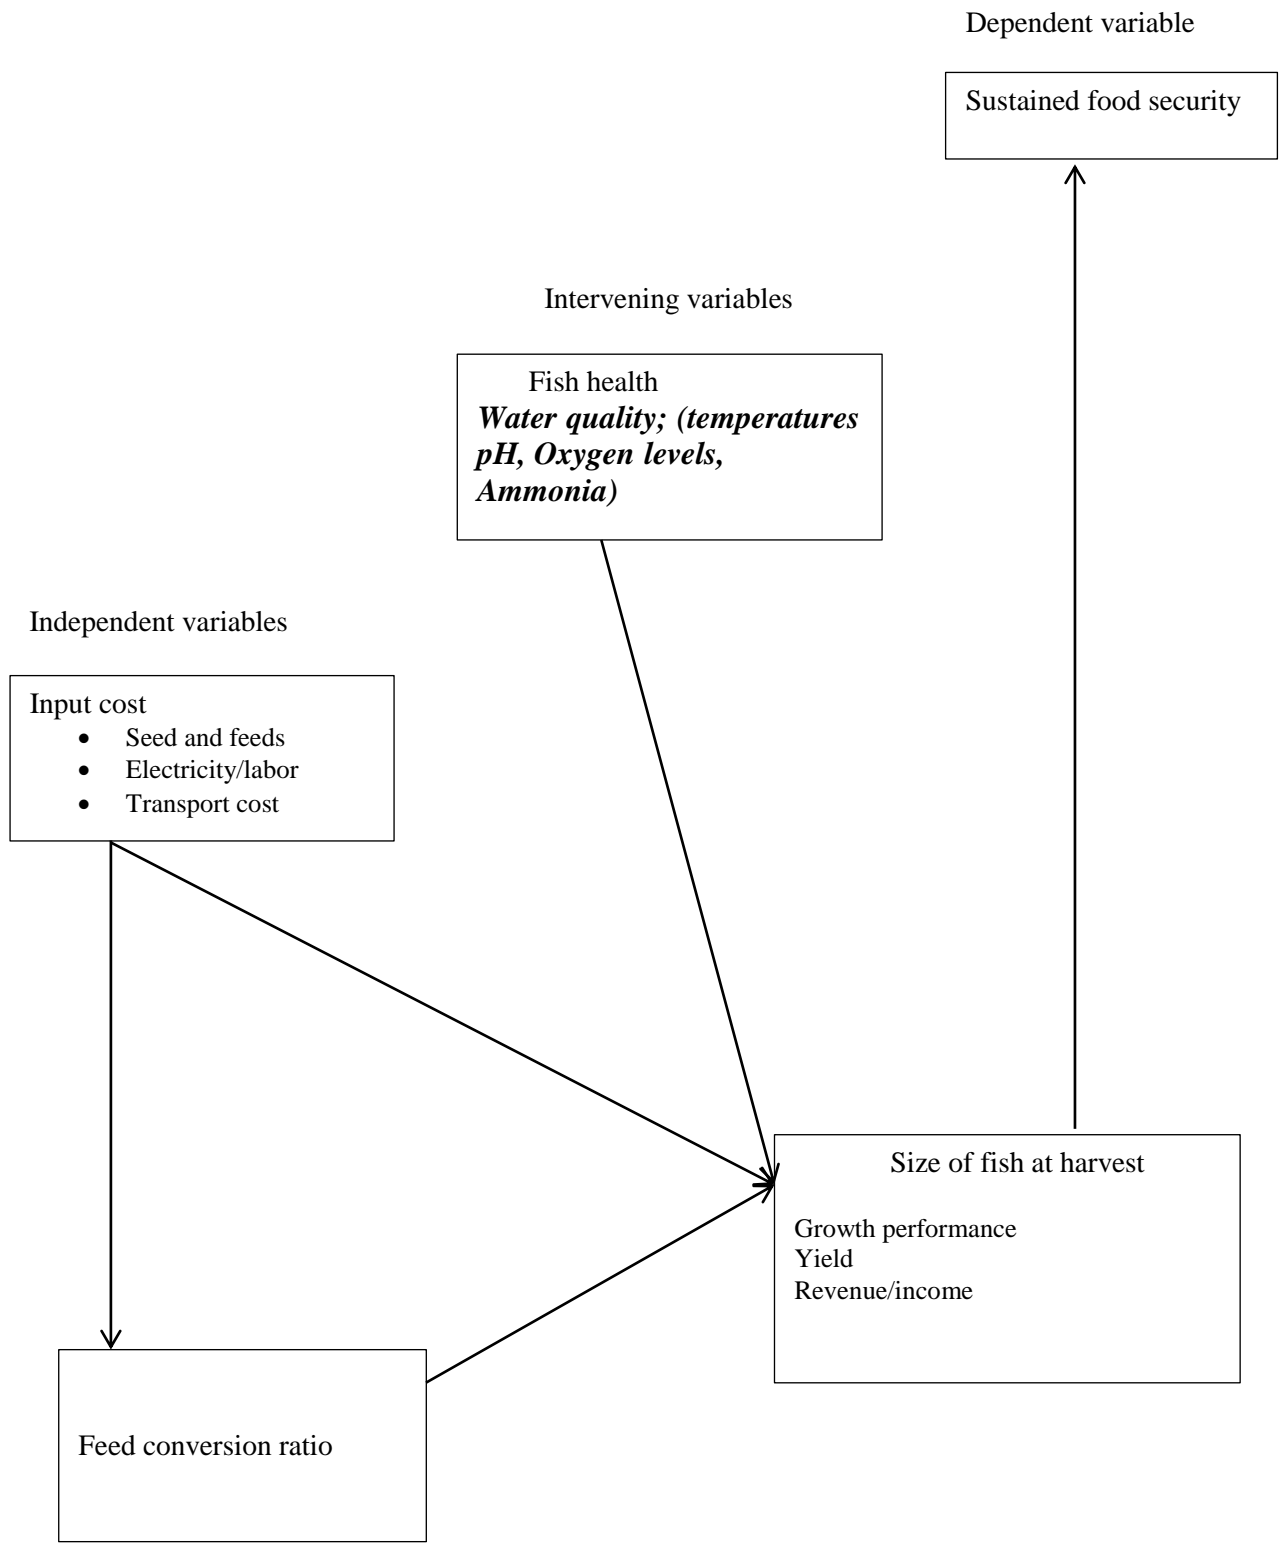 Dependent variable
Sustained food security
Intervening variables
Fish health
Water quality; (temperatures
pH, Oxygen levels,
Ammonia)
Independent variables
Input cost
• Seed and feeds
• Electricity/labor
• Transport cost
Size of fish at harvest
Growth performance
Yield
Revenue/income
Feed conversion ratio